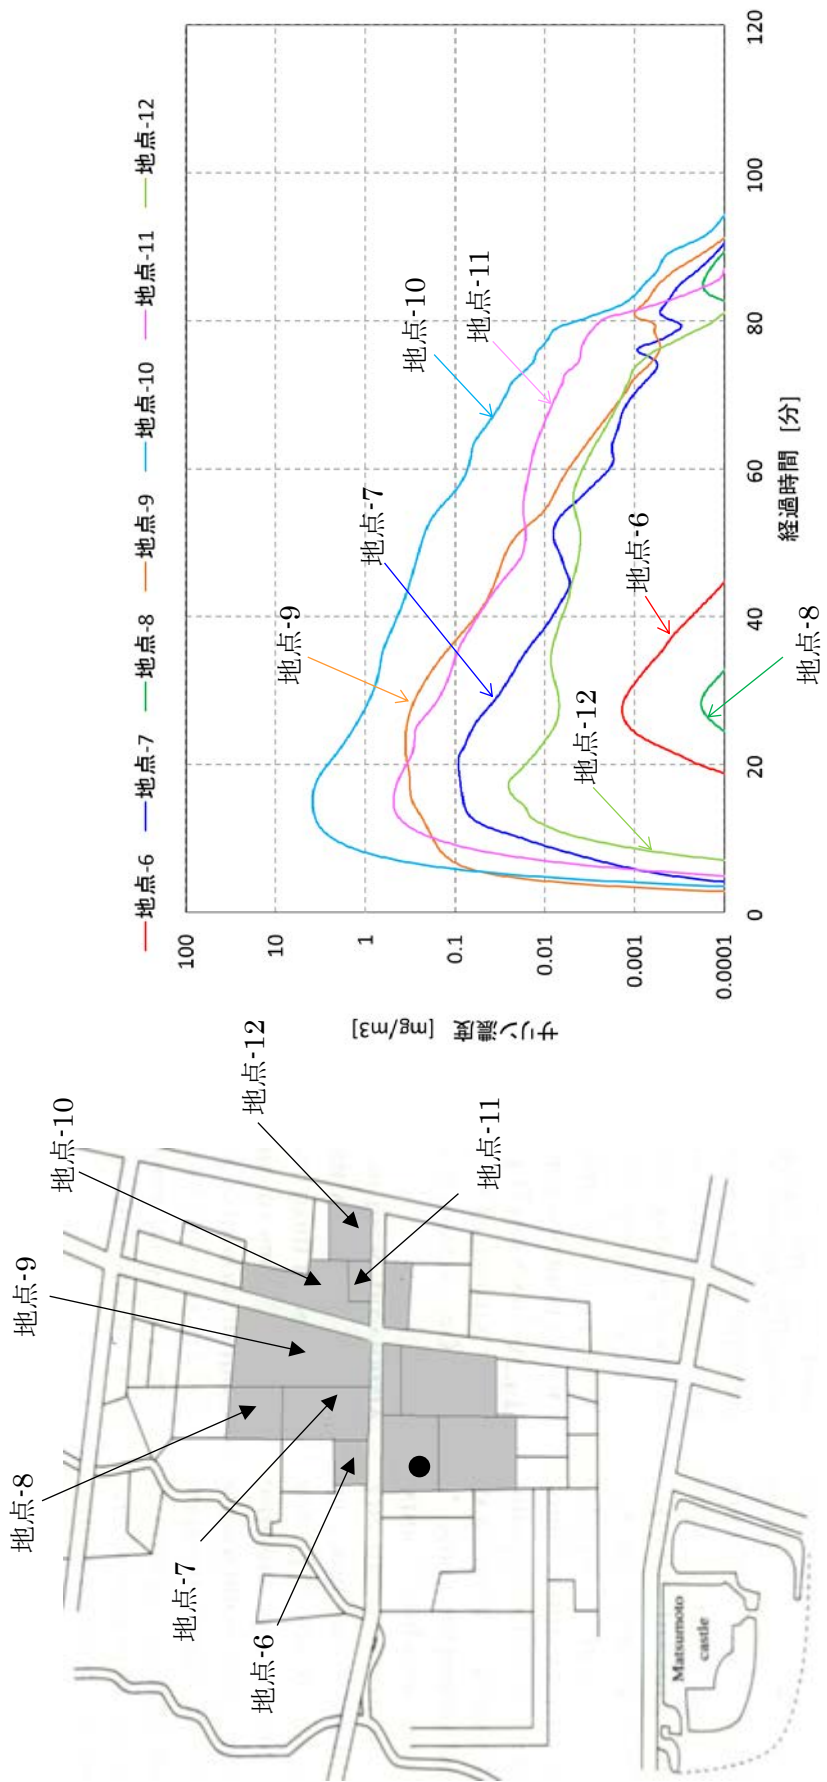 地点-6
地点-7
地点-8
地点-9
地点-10
地点-11
地点-12
Matsumoto
castle
地点-6 地点-7 地点-8 地点-9 地点-10 地点-11 地点-12
サリン濃度 [mg/m3]
100
10
1
0.1
0.01
0.001
0.0001
0 20 40 60 80 100 120
経過時間 [分]
地点-9
地点-7
地点-10
地点-11
地点-12
地点-6
地点-8